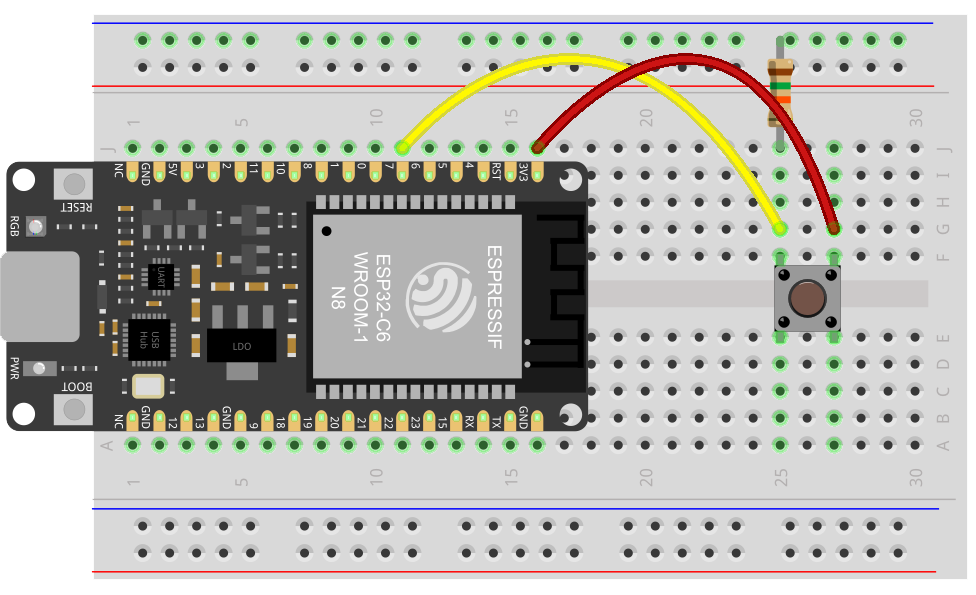 1 5 10 15 20 30
J J
NC GND 5V 3 2 11 10 8 1 0 7 6 5 4 RST 3V3
I
RESET
H
RGB
G
F
UART
ESPRESSIF
ESP32-C6
WROOM-1
N8
USB
Hub
LDO
E
PWR
D
BOOT
C
NC GND 12 13 GND 9 18 19 20 21 22 23 15 RX TX GND
B
A A
1 5 10 15 20 25 30